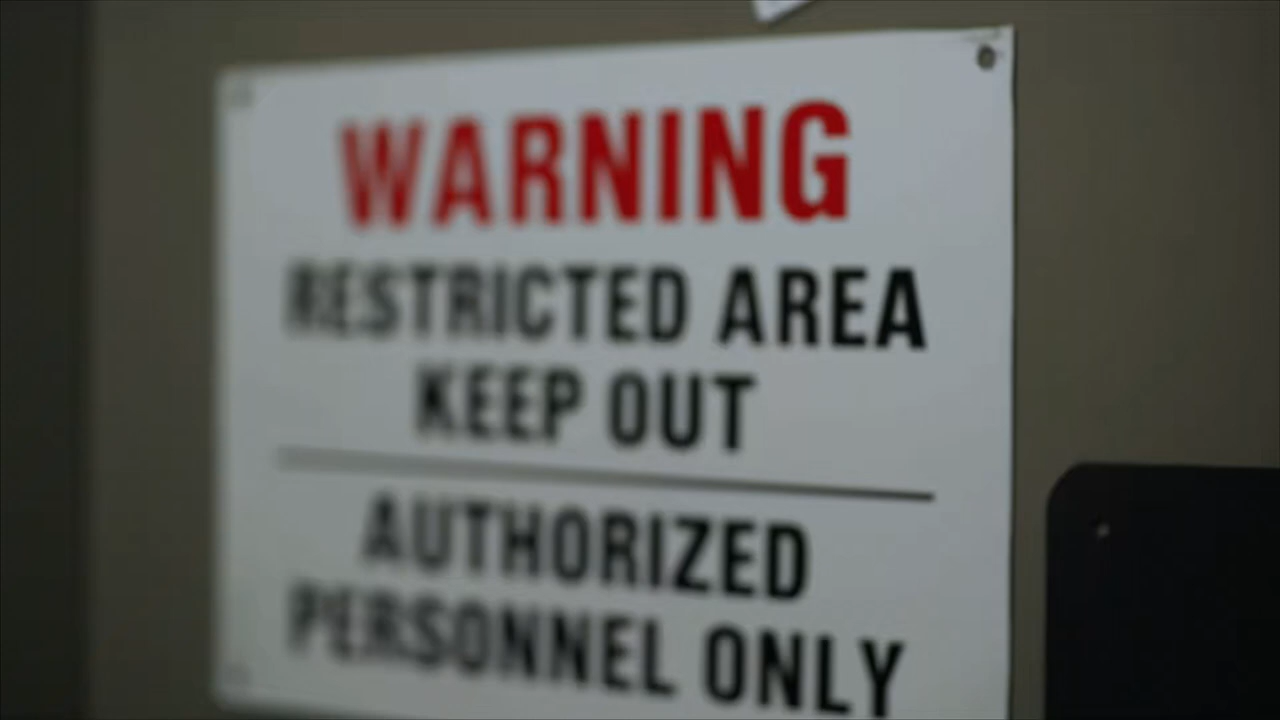 WARNING
RESTRICTED AREA
KEEP OUT
AUTHORIZED
PERSONNEL ONLY